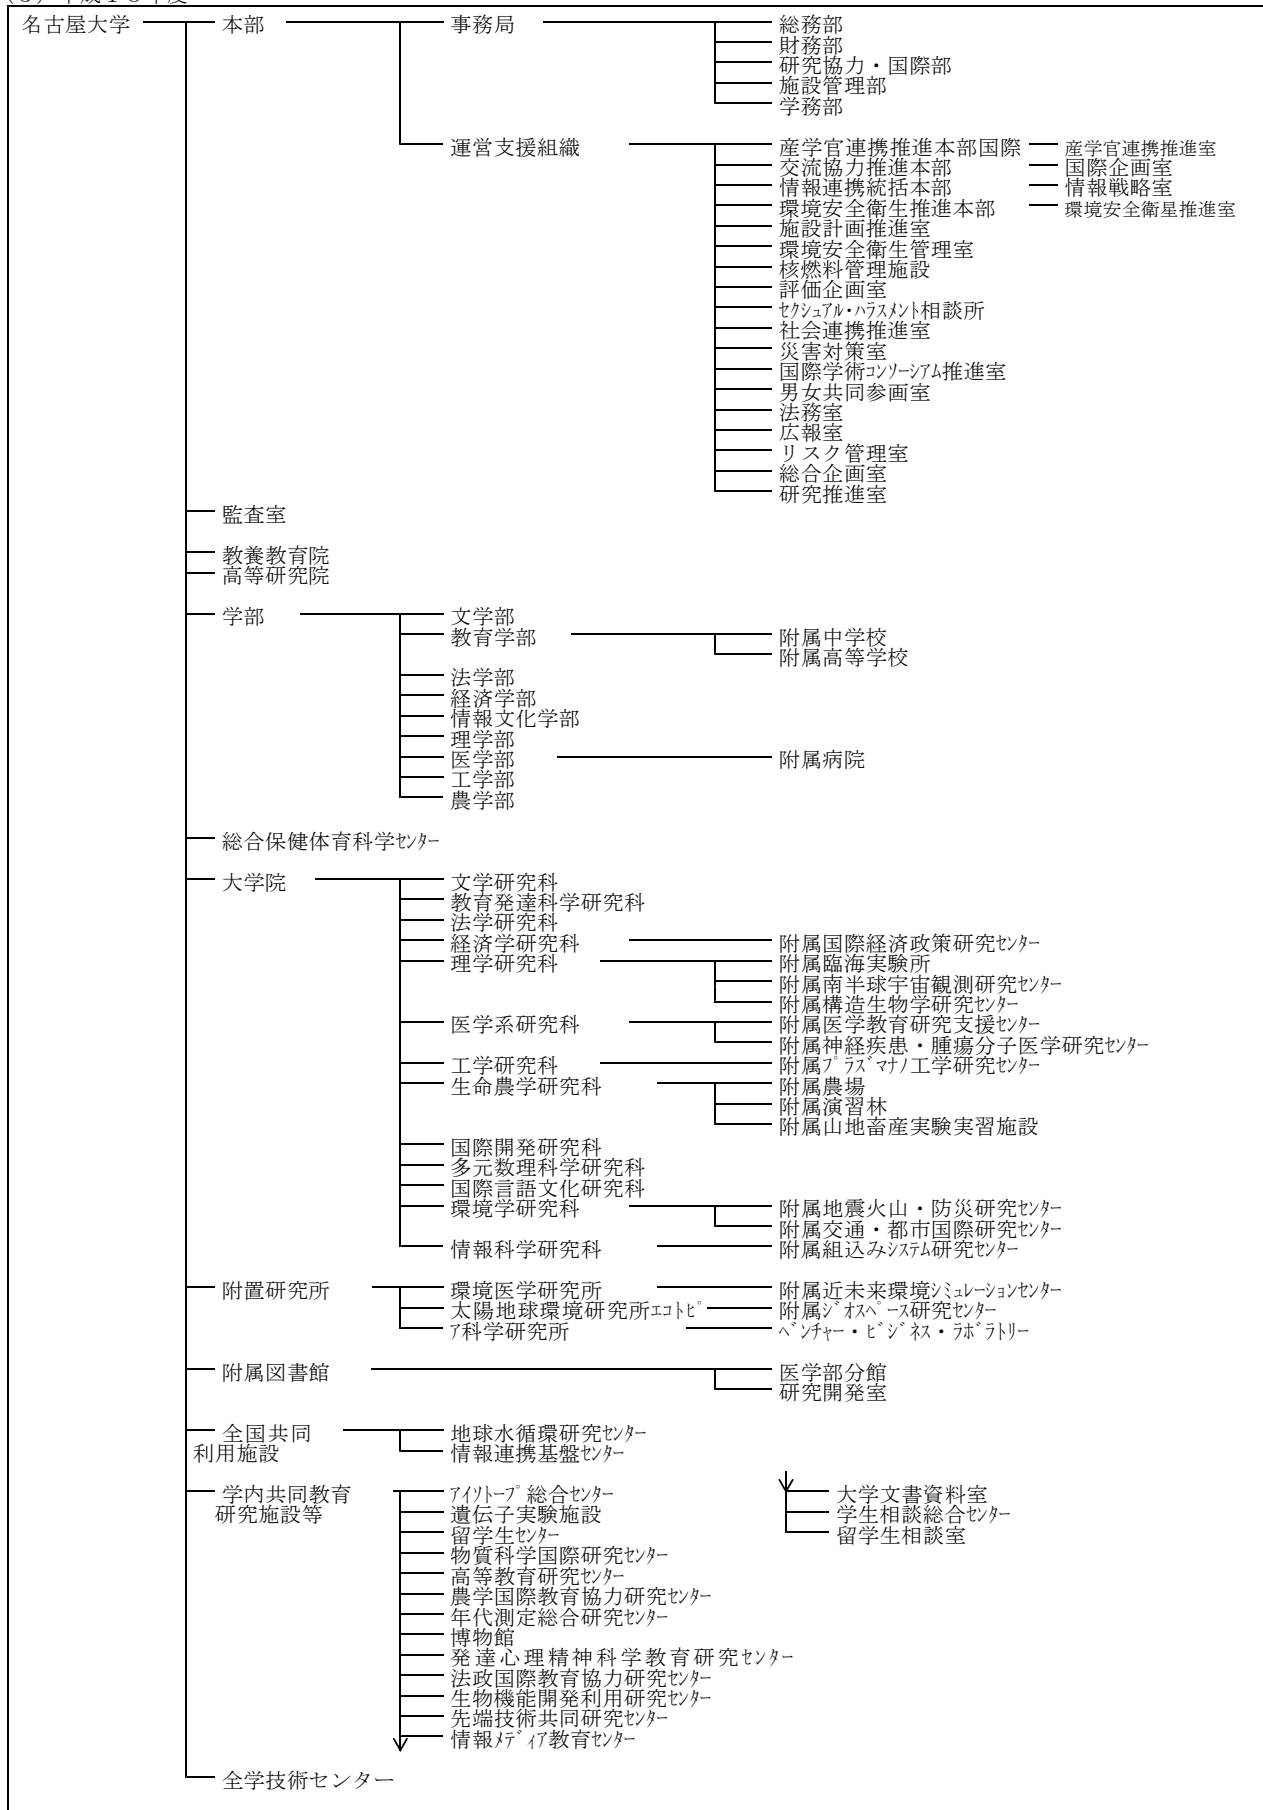 名古屋大学 本部 事務局 総務部
財務部
研究協力・国際部
施設管理部
学務部
運営支援組織 産学官連携推進本部国際 産学官連携推進室
交流協力推進本部 国際企画室
情報連携統括本部 情報戦略室
環境安全衛生推進本部 環境安全衛星推進室
施設計画推進室
環境安全衛生管理室
核燃料管理施設
評価企画室
ｾｸｼｭｱﾙ・ﾊﾗｽﾒﾝﾄ相談所
社会連携推進室
災害対策室
国際学術ｺﾝｿｰｼｱﾑ推進室
男女共同参画室
法務室
広報室
リスク管理室
総合企画室
研究推進室
監査室
教養教育院
高等研究院
学部 文学部
教育学部 附属中学校
附属高等学校
法学部
経済学部
情報文化学部
理学部
医学部 附属病院
工学部
農学部
総合保健体育科学ｾﾝﾀｰ
大学院 文学研究科
教育発達科学研究科
法学研究科
経済学研究科 附属国際経済政策研究ｾﾝﾀｰ
理学研究科 附属臨海実験所
附属南半球宇宙観測研究ｾﾝﾀｰ
附属構造生物学研究ｾﾝﾀｰ
医学系研究科 附属医学教育研究支援ｾﾝﾀｰ
附属神経疾患・腫瘍分子医学研究ｾﾝﾀｰ
工学研究科 附属ﾌﾟﾗｽﾞﾏﾅﾉ工学研究ｾﾝﾀｰ
生命農学研究科 附属農場
附属演習林
附属山地畜産実験実習施設
国際開発研究科
多元数理科学研究科
国際言語文化研究科
環境学研究科 附属地震火山・防災研究ｾﾝﾀｰ
附属交通・都市国際研究ｾﾝﾀｰ
情報科学研究科 附属組込みｼｽﾃﾑ研究ｾﾝﾀｰ
附置研究所 環境医学研究所 附属近未来環境ｼﾐｭﾚｰｼｮﾝｾﾝﾀｰ
太陽地球環境研究所ｴｺﾄﾋﾟ 附属ｼﾞｵｽﾍﾟｰｽ研究ｾﾝﾀｰ
ｱ科学研究所 ﾍﾞﾝﾁｬｰ・ﾋﾞｼﾞﾈｽ・ﾗﾎﾞﾗﾄﾘｰ
附属図書館 医学部分館
研究開発室
全国共同 地球水循環研究ｾﾝﾀｰ
利用施設 情報連携基盤ｾﾝﾀｰ
学内共同教育 ｱｲｿﾄｰﾌﾟ総合ｾﾝﾀｰ 大学文書資料室
研究施設等 遺伝子実験施設 学生相談総合ｾﾝﾀｰ
留学生ｾﾝﾀｰ 留学生相談室
物質科学国際研究ｾﾝﾀｰ
高等教育研究ｾﾝﾀｰ
農学国際教育協力研究ｾﾝﾀｰ
年代測定総合研究ｾﾝﾀｰ
博物館
発達心理精神科学教育研究ｾﾝﾀｰ
法政国際教育協力研究ｾﾝﾀｰ
生物機能開発利用研究ｾﾝﾀｰ
先端技術共同研究ｾﾝﾀｰ
情報ﾒﾃﾞｨｱ教育ｾﾝﾀｰ
全学技術センター